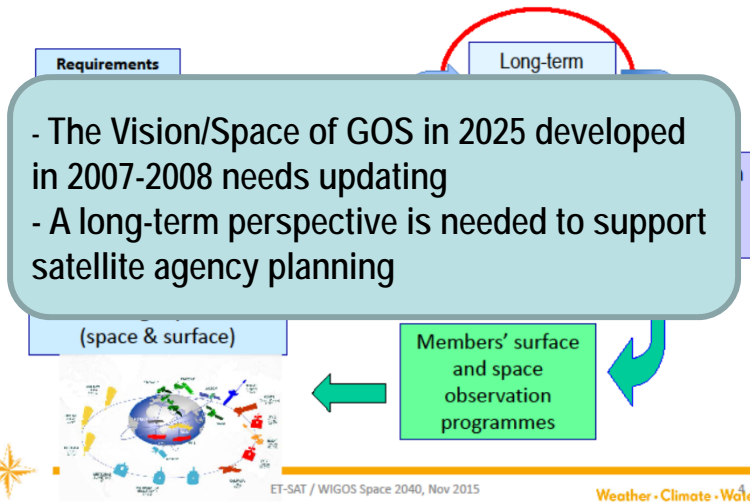 Requirements
Long-term
- The Vision/Space of GOS in 2025 developed
in 2007-2008 needs updating
- A long-term perspective is needed to support
satellite agency planning
(space & surface)
Members' surface
and space
observation
programmes
ET-SAT / WIGOS Space 2040, Nov 2015
Weather • Climate • Wate
4